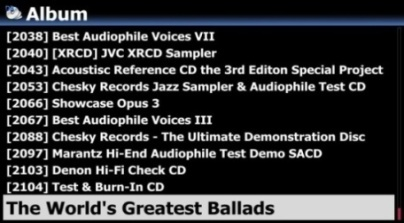 Album
[2038] Best Audiophile Voices VII
[2040] [XRCD] JVC XRCD Sampler
[2043] Acoustisc Reference CD the 3rd Editon Special Project
[2053] Chesky Records Jazz Sampler & Audiophile Test CD
[2066] Showcase Opus 3
[2067] Best Audiophile Voices III
[2088] Chesky Records - The Ultimate Demonstration Disc
[2097] Marantz Hi-End Audiophile Test Demo SACD
[2103] Denon Hi-Fi Check CD
[2104] Test & Burn-In CD
The World's Greatest Ballads